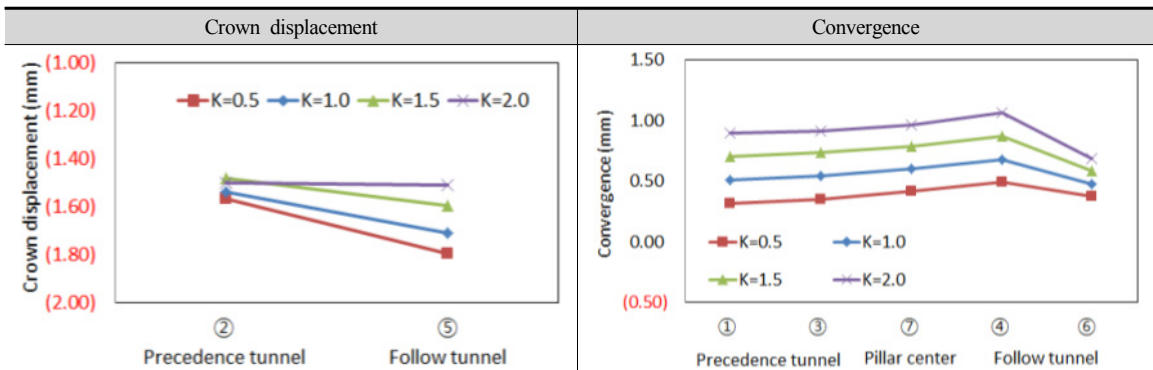 Crown displacement
Convergence
Crown displacement (mm)
(1.00)
(1.20)
(1.40)
(1.60)
(1.80)
(2.00)
K=0.5 K=1.0 K=1.5 K=2.0
② ⑤
Precedence tunnel Follow tunnel
Convergence (mm)
1.50
1.00
0.50
0.00
(0.50)
K=0.5 K=1.0
K=1.5 K=2.0
① ③ ⑦ ④ ⑥
Precedence tunnel Pillar center Follow tunnel